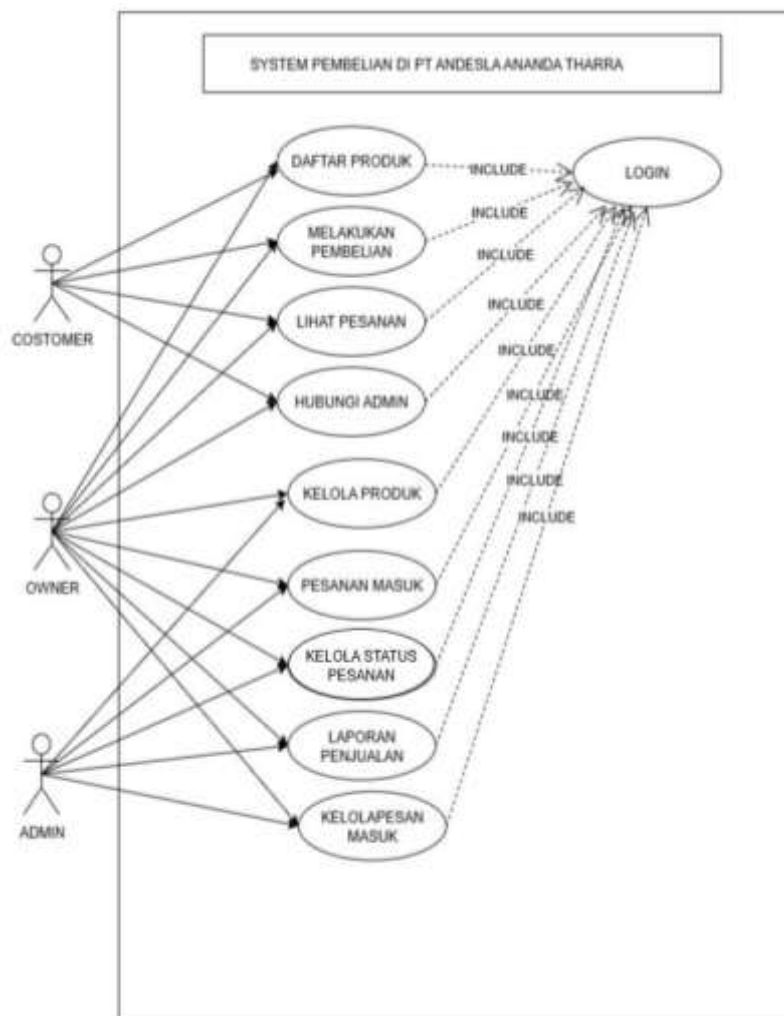 SYSTEM PEMBELIAN DI PT ANDESLA ANANDA THARRA
DAFTAR PRODUK
INCLUDE
LOGIN
MELAKUKAN
PEMBELIAN
INCLUDE
COSTOMER
LIHAT PESANAN
INCLUDE
HUBUNGI ADMIN
INCLUDE
INCLUDE
OWNER
KELOLA PRODUK
INCLUDE
PESANAN MASUK
INCLUDE
KELOLA STATUS
PESANAN
INCLUDE
ADMIN
LAPORAN
PENJUALAN
INCLUDE
KELOLAPESAN
MASUK